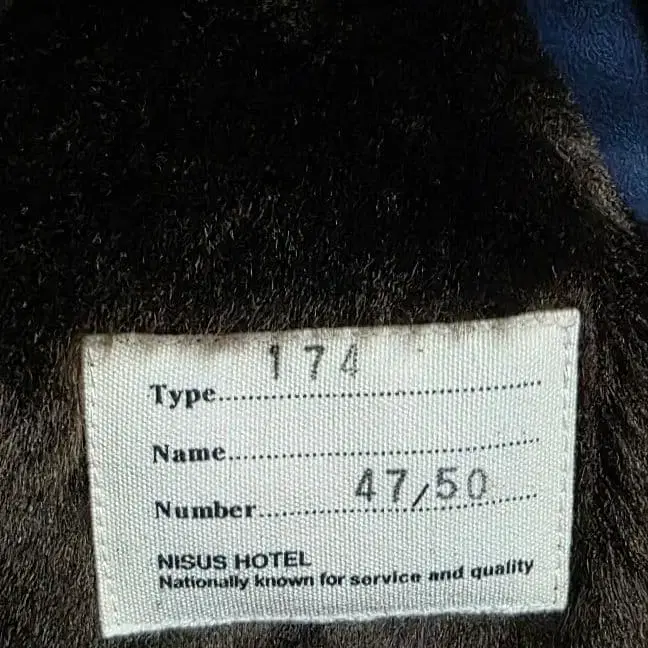 Type 174
Name
Number 47/50
NISUS HOTEL
Nationally known for service and quality